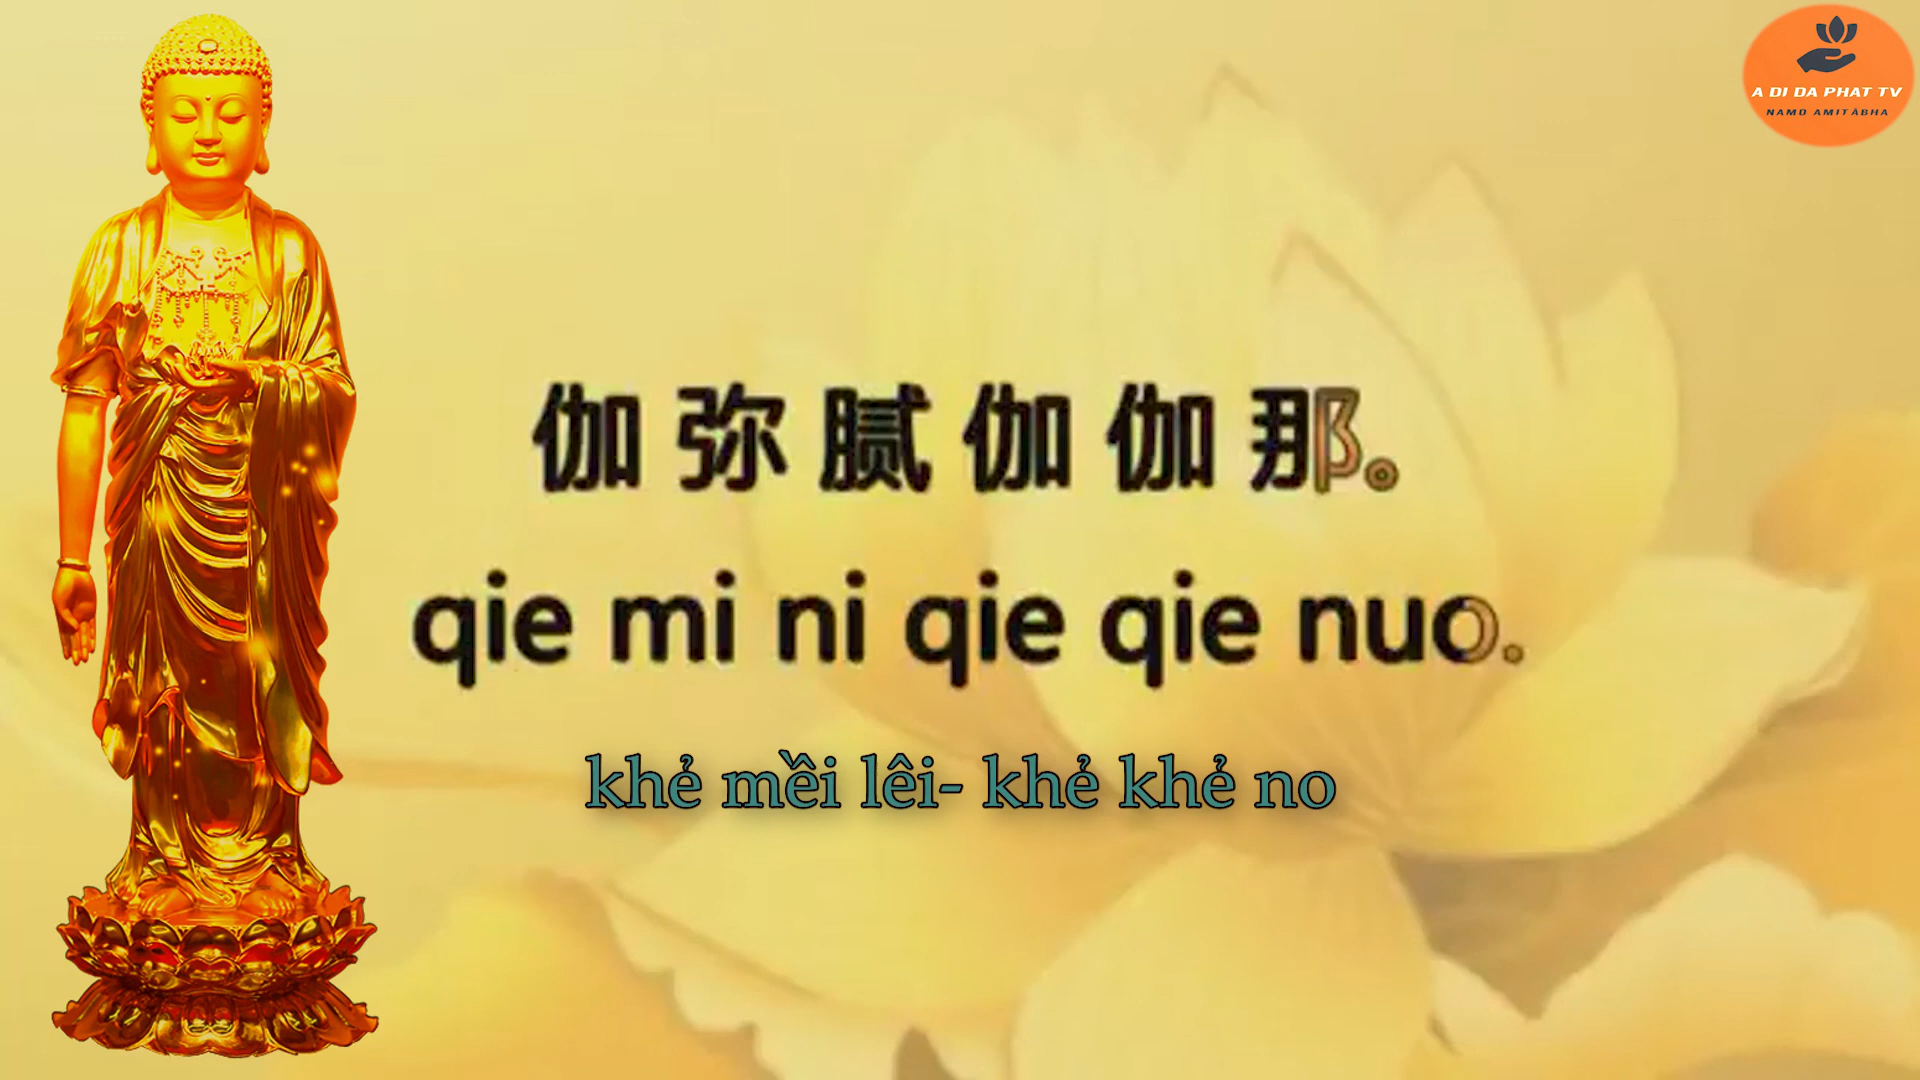 A DI DA PHAT TV
NAMO AMITÀBHA
伽弥腻伽伽那。
qie mi ni qie qie nuo.
khẻ mềi lêi- khẻ khẻ no